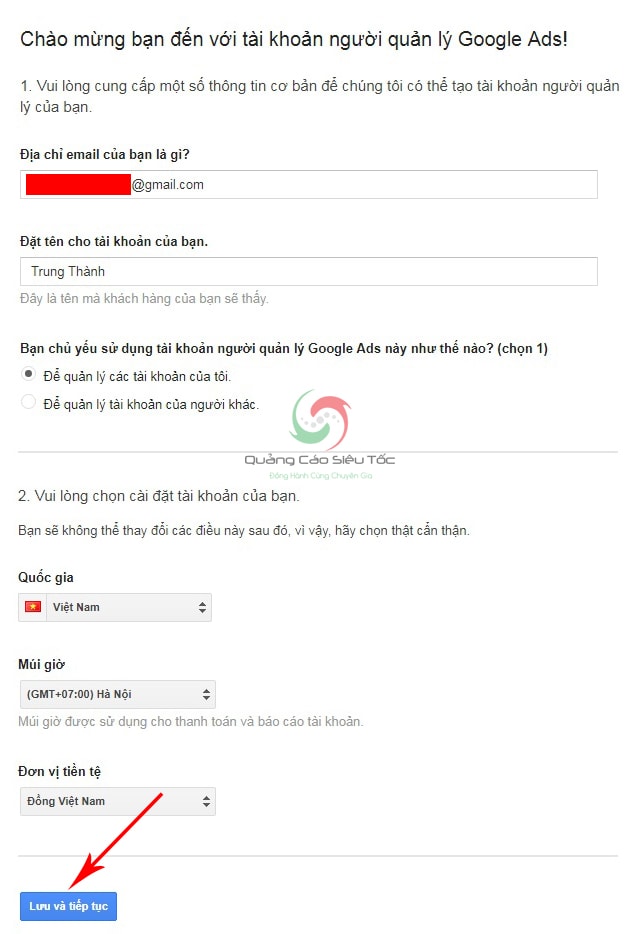 Chào mừng bạn đến với tài khoản người quản lý Google Ads!
1. Vui lòng cung cấp một số thông tin cơ bản để chúng tôi có thể tạo tài khoản người quản
lý của bạn.
Địa chỉ email của bạn là gì?
@gmail.com
Đặt tên cho tài khoản của bạn.
Trung Thành
Đây là tên mà khách hàng của bạn sẽ thấy.
Bạn chủ yếu sử dụng tài khoản người quản lý Google Ads này như thế nào? (chọn 1)
Để quản lý các tài khoản của tôi.
Để quản lý tài khoản của người khác.
Quảng Cáo Siêu Tốc
Đồng Hành Cùng Chuyên Gia
2. Vui lòng chọn cài đặt tài khoản của bạn.
Bạn sẽ không thể thay đổi các điều này sau đó, vì vậy, hãy chọn thật cẩn thận.
Quốc gia
Việt Nam
Múi giờ
(GMT+07:00) Hà Nội
Múi giờ được sử dụng cho thanh toán và báo cáo tài khoản.
Đơn vị tiền tệ
Đồng Việt Nam
Lưu và tiếp tục